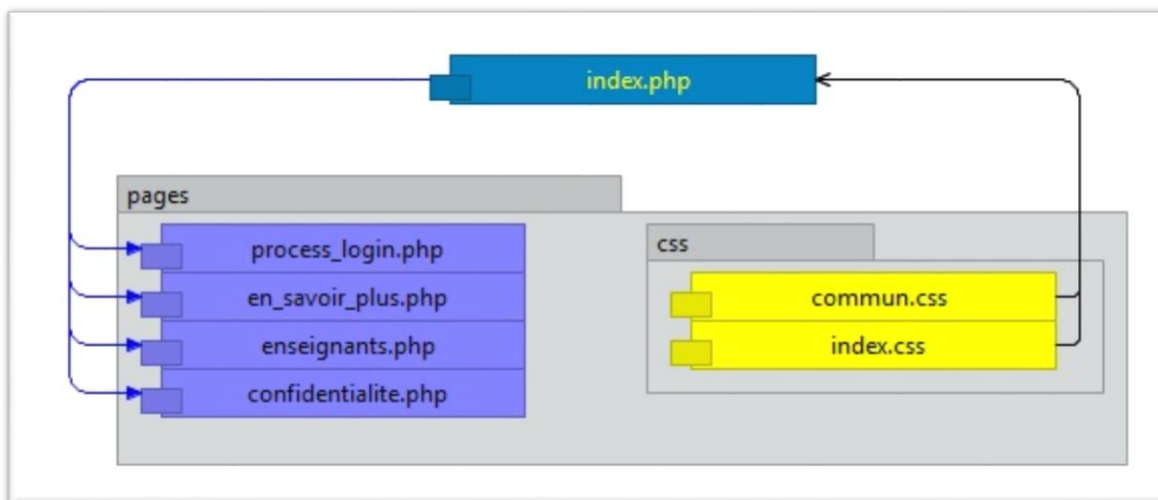 index.php
pages
process_login.php
en_savoir_plus.php
enseignants.php
confidentialite.php
css
commun.css
index.css